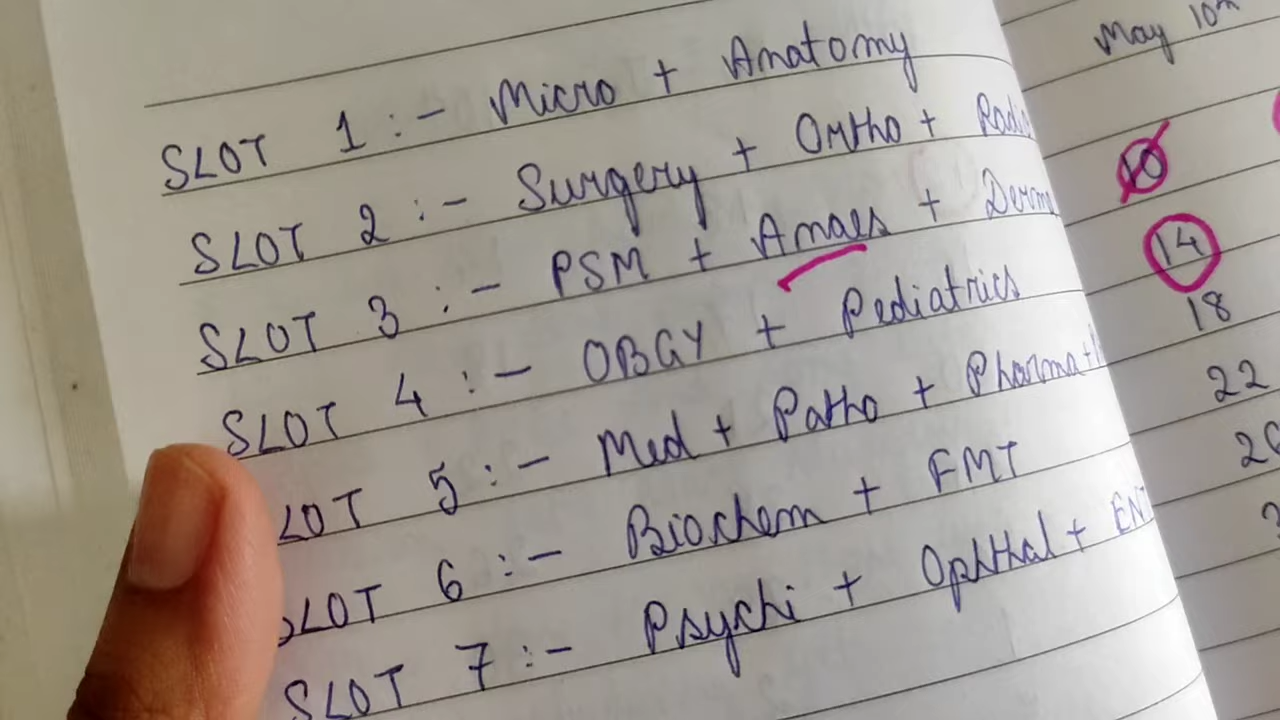 SLOT 1 :- Micro + Anatomy
SLOT 2 :- Surgery + Ortho + Radio
SLOT 3 :- PSM + Anaes + Derma
SLOT 4 :- OBGY + Pediatrics
SLOT 5 :- Med + Patho + Pharma +
SLOT 6 :- Biochem + FMT
SLOT 7 :- Psychi + Ophthal + ENT
May 10th
10
14
18
22